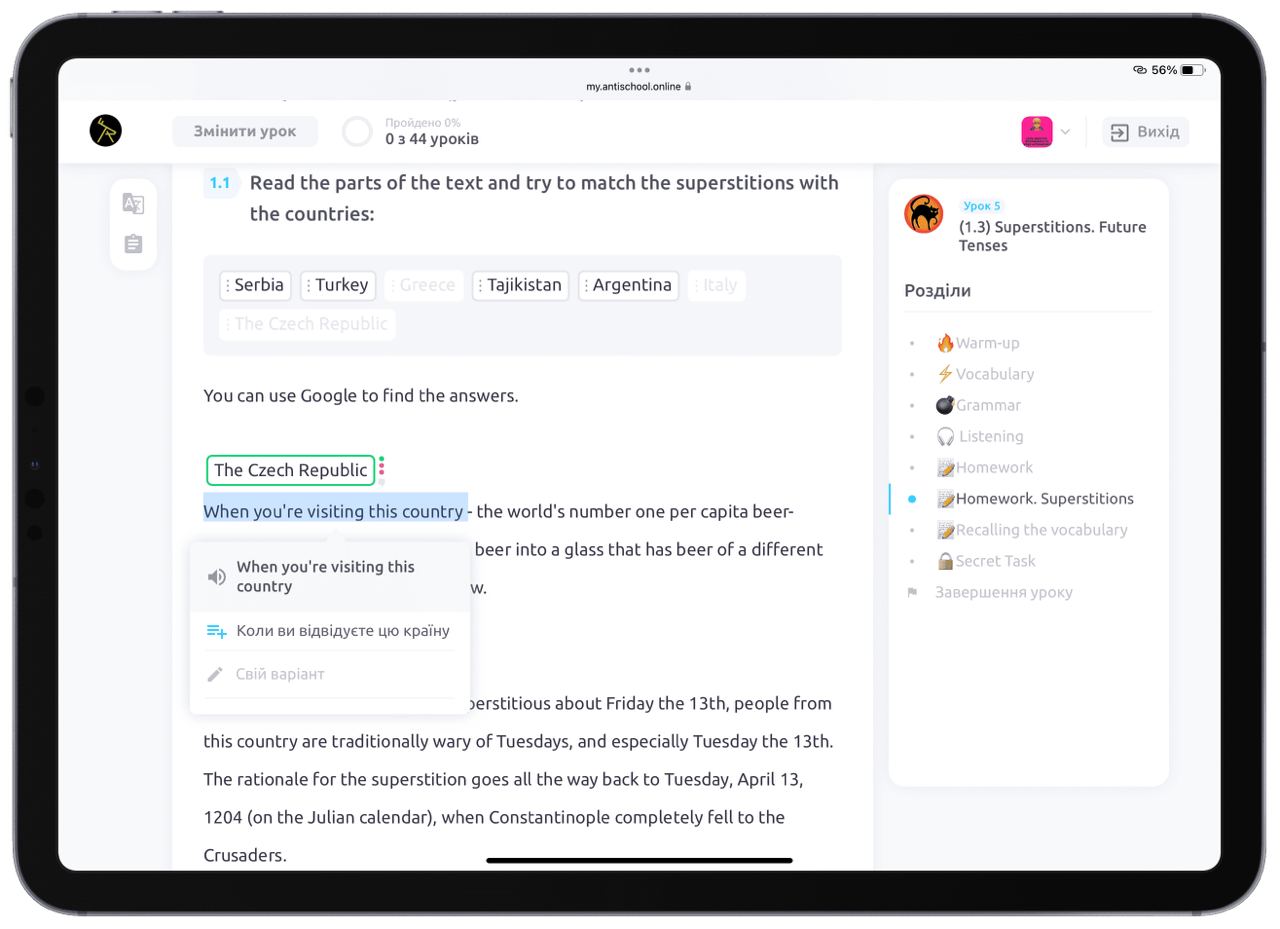 56%
my.antischool.online
Змінити урок
Пройдено 0%
0 з 44 уроків
Вихід
1.1 Read the parts of the text and try to match the superstitions with
the countries:
Serbia Turkey Greece Tajikistan Argentina Italy
The Czech Republic
You can use Google to find the answers.
The Czech Republic
When you're visiting this country - the world's number one per capita beer-
beer into a glass that has beer of a different
w.
When you're visiting this
country
Коли ви відвідуєте цю країну
Свій варіант
perstitious about Friday the 13th, people from
this country are traditionally wary of Tuesdays, and especially Tuesday the 13th.
The rationale for the superstition goes all the way back to Tuesday, April 13,
1204 (on the Julian calendar), when Constantinople completely fell to the
Crusaders.
Урок 5
(1.3) Superstitions. Future
Tenses
Розділи
Warm-up
Vocabulary
Grammar
Listening
Homework
Homework. Superstitions
Recalling the vocabulary
Secret Task
Завершення уроку